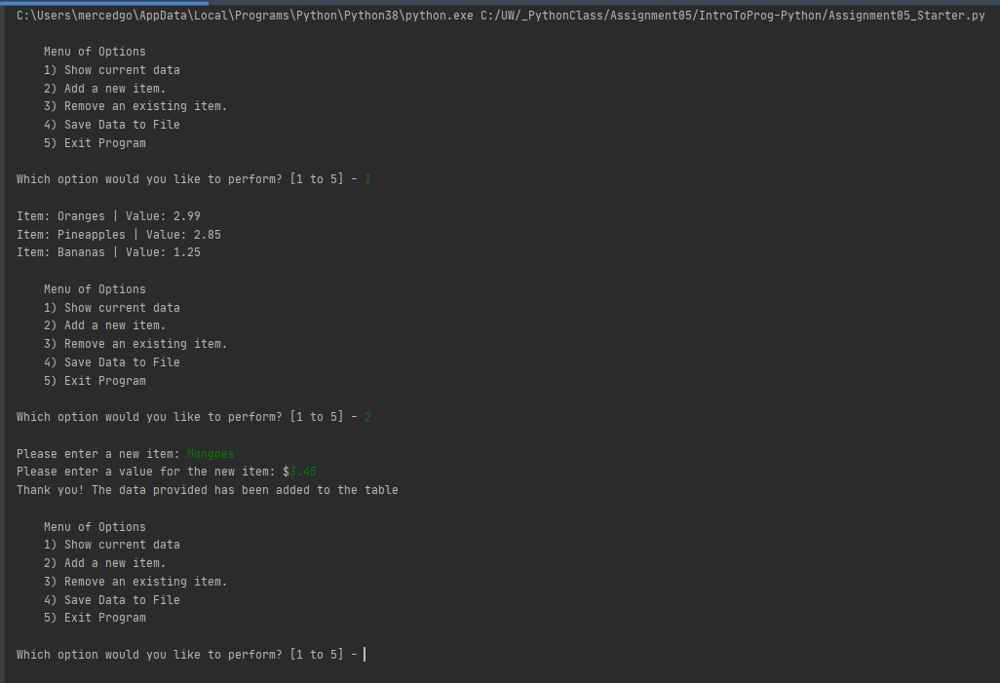 C:\Users\mercedgo\AppData\Local\Programs\Python\Python38\python.exe C:/UW/_PythonClass/Assignment05/IntroToProg-Python/Assignment05_Starter.py
Menu of Options
1) Show current data
2) Add a new item.
3) Remove an existing item.
4) Save Data to File
5) Exit Program
Which option would you like to perform? [1 to 5] - 1
Item: Oranges | Value: 2.99
Item: Pineapples | Value: 2.85
Item: Bananas | Value: 1.25
Menu of Options
1) Show current data
2) Add a new item.
3) Remove an existing item.
4) Save Data to File
5) Exit Program
Which option would you like to perform? [1 to 5] - 2
Please enter a new item: Mangoes
Please enter a value for the new item: $3.45
Thank you! The data provided has been added to the table
Menu of Options
1) Show current data
2) Add a new item.
3) Remove an existing item.
4) Save Data to File
5) Exit Program
Which option would you like to perform? [1 to 5] -